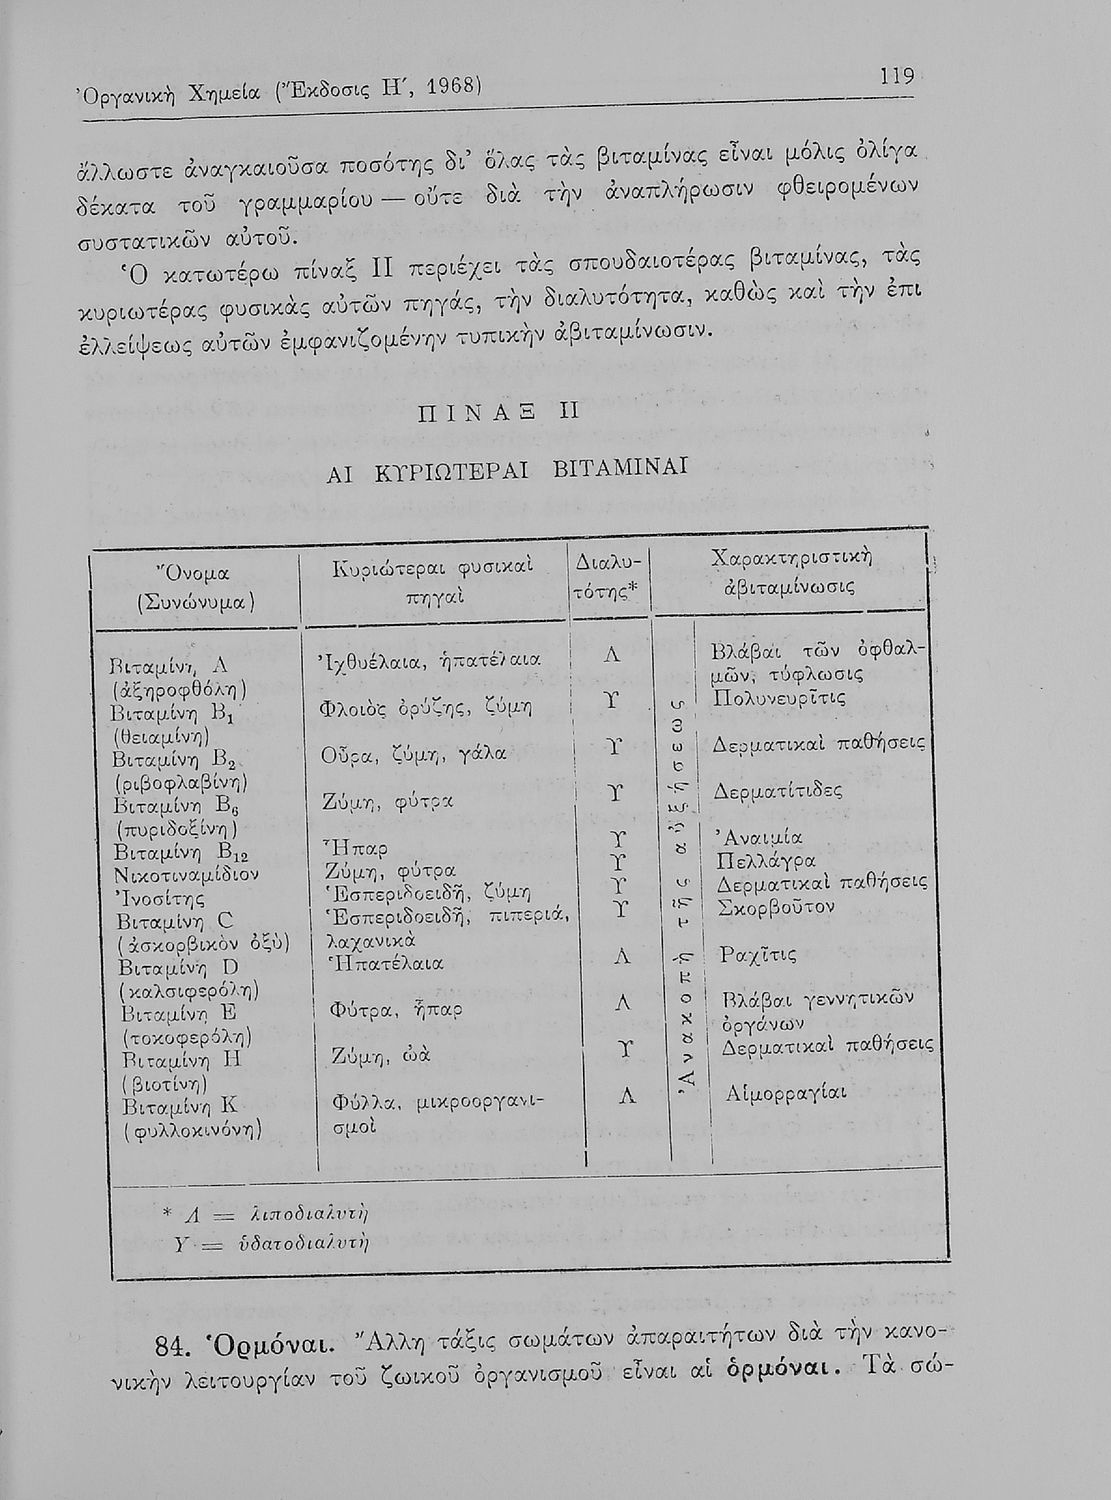 Ὀργανικὴ Χημεία (Ἔκδοσις Η′, 1968)
119
ἄλλωστε ἀναγκαιοῦσα ποσότης δι’ ὅλας τὰς βιταμίνας εἶναι μόλις ὀλίγα
δέκατα τοῦ γραμμαρίου — οὔτε διὰ τὴν ἀναπλήρωσιν φθειρομένων
συστατικῶν αὐτοῦ.
Ὁ κατωτέρω πίναξ II περιέχει τὰς σπουδαιοτέρας βιταμίνας, τὰς
κυριωτέρας φυσικὰς αὐτῶν πηγάς, τὴν διαλυτότητα, καθὼς καὶ τὴν ἐπι
ἐλλείψεως αὐτῶν ἐμφανιζομένην τυπικὴν ἀβιταμίνωσιν.
ΠΙΝΑΞ II
ΑΙ ΚΥΡΙΩΤΕΡΑΙ ΒΙΤΑΜΙΝΑΙ
Ὄνομα (Συνώνυμα) Κυριώτεραι φυσικαὶ πηγαὶ Διαλυ-τότης* Χαρακτηριστικὴ ἀβιταμίνωσις
Βιταμίνη Α Ἰχθυέλαια, ἡπατέλαια Λ Βλάβαι τῶν ὀφθαλ-
(ἀξηροφθόλη) μῶν, τύφλωσις
Βιταμίνη Β₁ Φλοιὸς ὀρύζης, ζύμη Υ Πολυνευρῖτις
(θειαμίνη)
Βιταμίνη Β₂ Οὖρα, ζύμη, γάλα Υ Δερματικαὶ παθήσεις
(ριβοφλαβίνη)
Βιταμίνη Β₆ Ζύμη, φύτρα Υ Δερματίτιδες
(πυριδοξίνη)
Βιταμίνη Β₁₂ Ἧπαρ Υ Ἀναιμία
Νικοτιναμίδιον Ζύμη, φύτρα Υ Πελλάγρα
Ἰνοσίτης Ἑσπεριδοειδῆ, ζύμη Υ Δερματικαὶ παθήσεις
Βιταμίνη C Ἑσπεριδοειδῆ, πιπεριά, Υ Σκορβοῦτον
(ἀσκορβικὸν ὀξὺ) λαχανικὰ
Βιταμίνη D Ἡπατέλαια Λ Ραχῖτις
(καλσιφερόλη)
Βιταμίνη Ε Φύτρα, ἧπαρ Λ Βλάβαι γεννητικῶν
(τοκοφερόλη) ὀργάνων
Βιταμίνη Η Ζύμη, ὠὰ Υ Δερματικαὶ παθήσεις
(βιοτίνη)
Βιταμίνη Κ Φύλλα, μικροοργανι- Λ Αἱμορραγίαι
(φυλλοκινόνη) σμοὶ
Ἀνακοπὴ τῆς αὐξήσεως
* Λ = λιποδιαλυτὴ
Υ = ὑδατοδιαλυτὴ
84. Ὁρμόναι. Ἄλλη τάξις σωμάτων ἀπαραιτήτων διὰ τὴν κανο-
νικὴν λειτουργίαν τοῦ ζωικοῦ ὀργανισμοῦ εἶναι αἱ ὁρμόναι. Τὰ σώ-